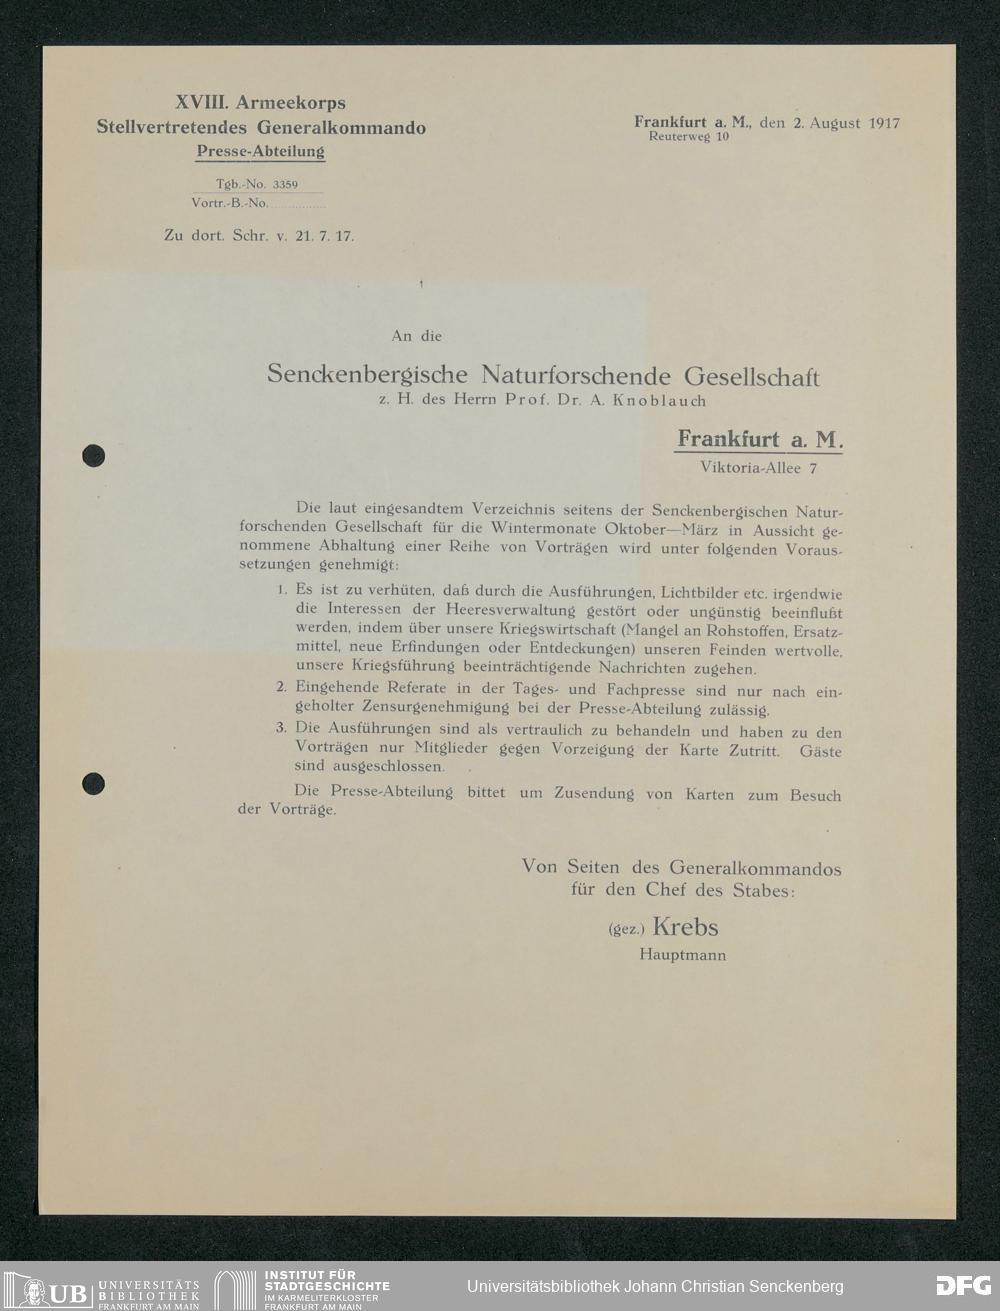 XVIII. Armeekorps
Stellvertretendes Generalkommando
Presse-Abteilung
Tgb.-No. 3359
Vortr.-B.-No.
Zu dort. Schr. v. 21. 7. 17.
Frankfurt a. M., den 2. August 1917
Reuterweg 10
An die
Senckenbergische Naturforschende Gesellschaft
z. H. des Herrn Prof. Dr. A. Knoblauch
Frankfurt a. M.
Viktoria-Allee 7
Die laut eingesandtem Verzeichnis seitens der Senckenbergischen Natur-
forschenden Gesellschaft für die Wintermonate Oktober—März in Aussicht ge-
nommene Abhaltung einer Reihe von Vorträgen wird unter folgenden Voraus-
setzungen genehmigt:
1. Es ist zu verhüten, daß durch die Ausführungen, Lichtbilder etc. irgendwie
die Interessen der Heeresverwaltung gestört oder ungünstig beeinflußt
werden, indem über unsere Kriegswirtschaft (Mangel an Rohstoffen, Ersatz-
mittel, neue Erfindungen oder Entdeckungen) unseren Feinden wertvolle,
unsere Kriegsführung beeinträchtigende Nachrichten zugehen.
2. Eingehende Referate in der Tages- und Fachpresse sind nur nach ein-
geholter Zensurgenehmigung bei der Presse-Abteilung zulässig.
3. Die Ausführungen sind als vertraulich zu behandeln und haben zu den
Vorträgen nur Mitglieder gegen Vorzeigung der Karte Zutritt. Gäste
sind ausgeschlossen.
Die Presse-Abteilung bittet um Zusendung von Karten zum Besuch
der Vorträge.
Von Seiten des Generalkommandos
für den Chef des Stabes:
(gez.) Krebs
Hauptmann
UB UNIVERSITÄTS
BIBLIOTHEK
FRANKFURT AM MAIN
INSTITUT FÜR
STADTGESCHICHTE
IM KARMELITERKLOSTER
FRANKFURT AM MAIN
Universitätsbibliothek Johann Christian Senckenberg
DFG